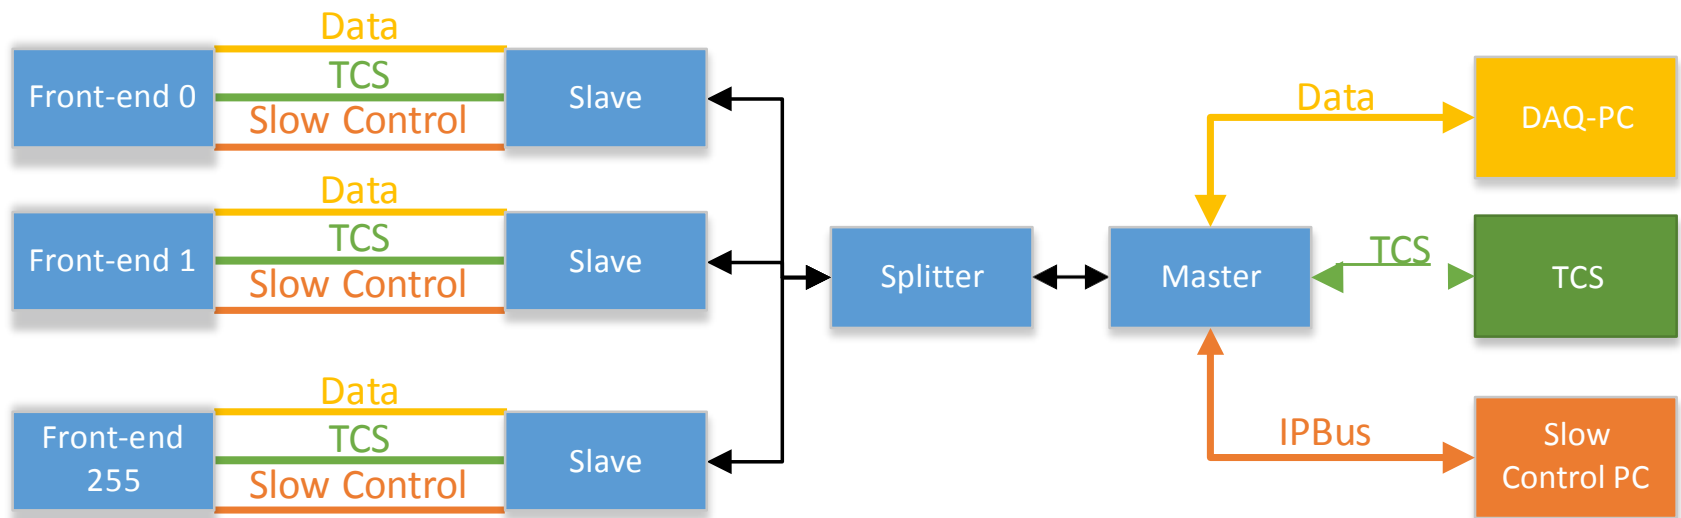 Data
Front-end 0
TCS
Slow Control
Slave
Data
Front-end 1
TCS
Slow Control
Slave
Data
Front-end
255
TCS
Slow Control
Slave
Splitter
Master
Data
DAQ-PC
TCS
TCS
IPBus
Slow
Control PC